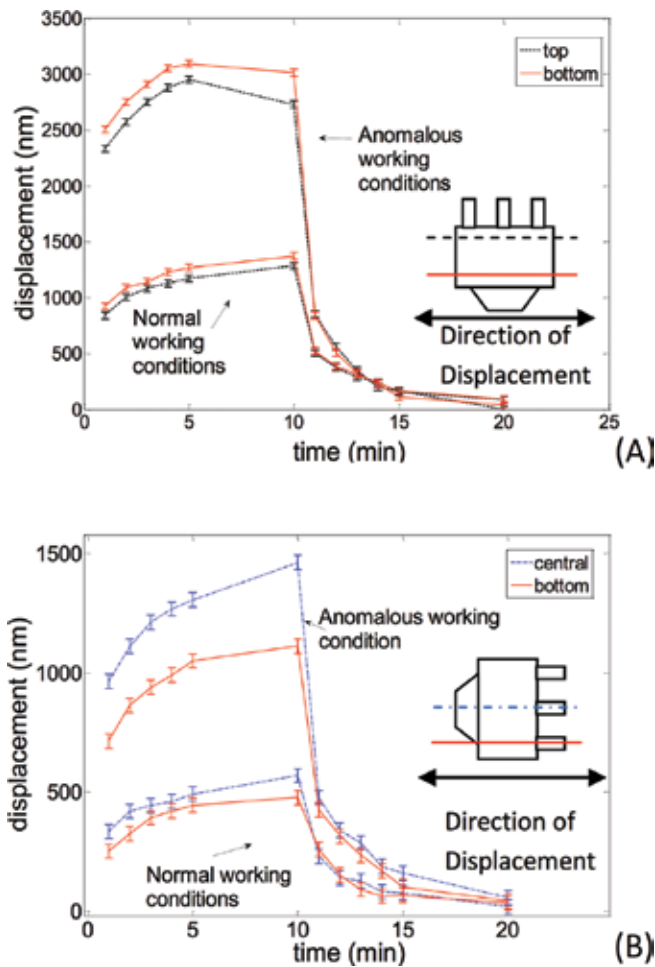 3500
3000
2500
2000
1500
1000
500
0
displacement (nm)
top
bottom
Anomalous
working
conditions
Normal
working
conditions
Direction of
Displacement
0
5
10
15
20
25
time (min)
(A)
1500
1000
500
0
displacement (nm)
central
bottom
Anomalous working
condition
Normal working
conditions
Direction of
Displacement
0
5
10
15
20
time (min)
(B)